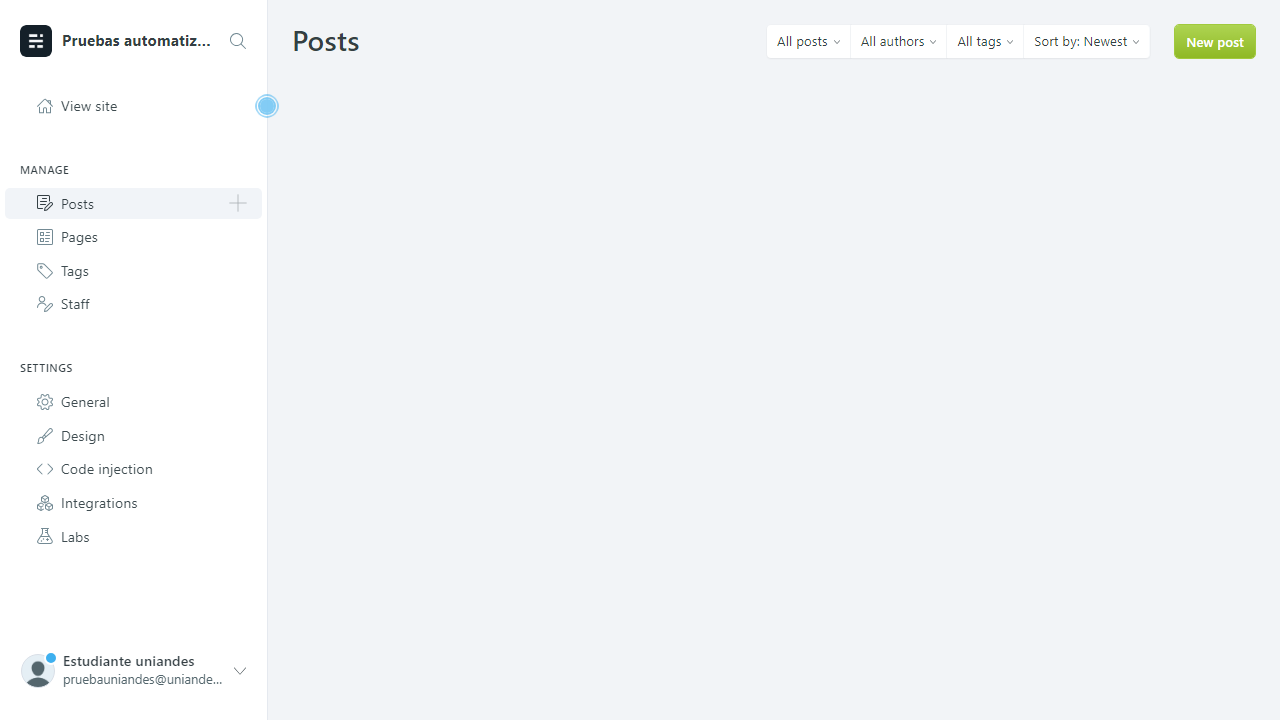 Pruebas automatiz...
View site
MANAGE
Posts
Pages
Tags
Staff
SETTINGS
General
Design
Code injection
Integrations
Labs
Estudiante uniandes
pruebauniandes@uniande...
Posts
All posts
All authors
All tags
Sort by: Newest
New post